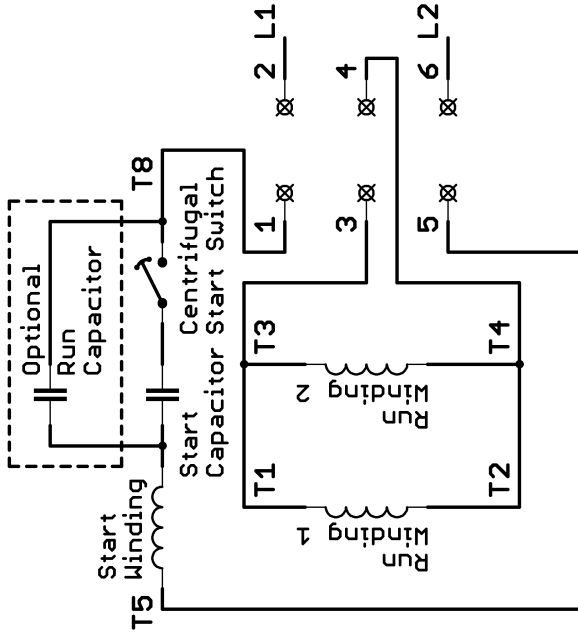 Optional
Run
Capacitor
T8
Centrifugal
Start Switch
Start
Capacitor
Start
Winding
T5
T3
T1
T4
T2
Run
Winding
2
Run
Winding
1
2 L1
4
6 L2
1
3
5